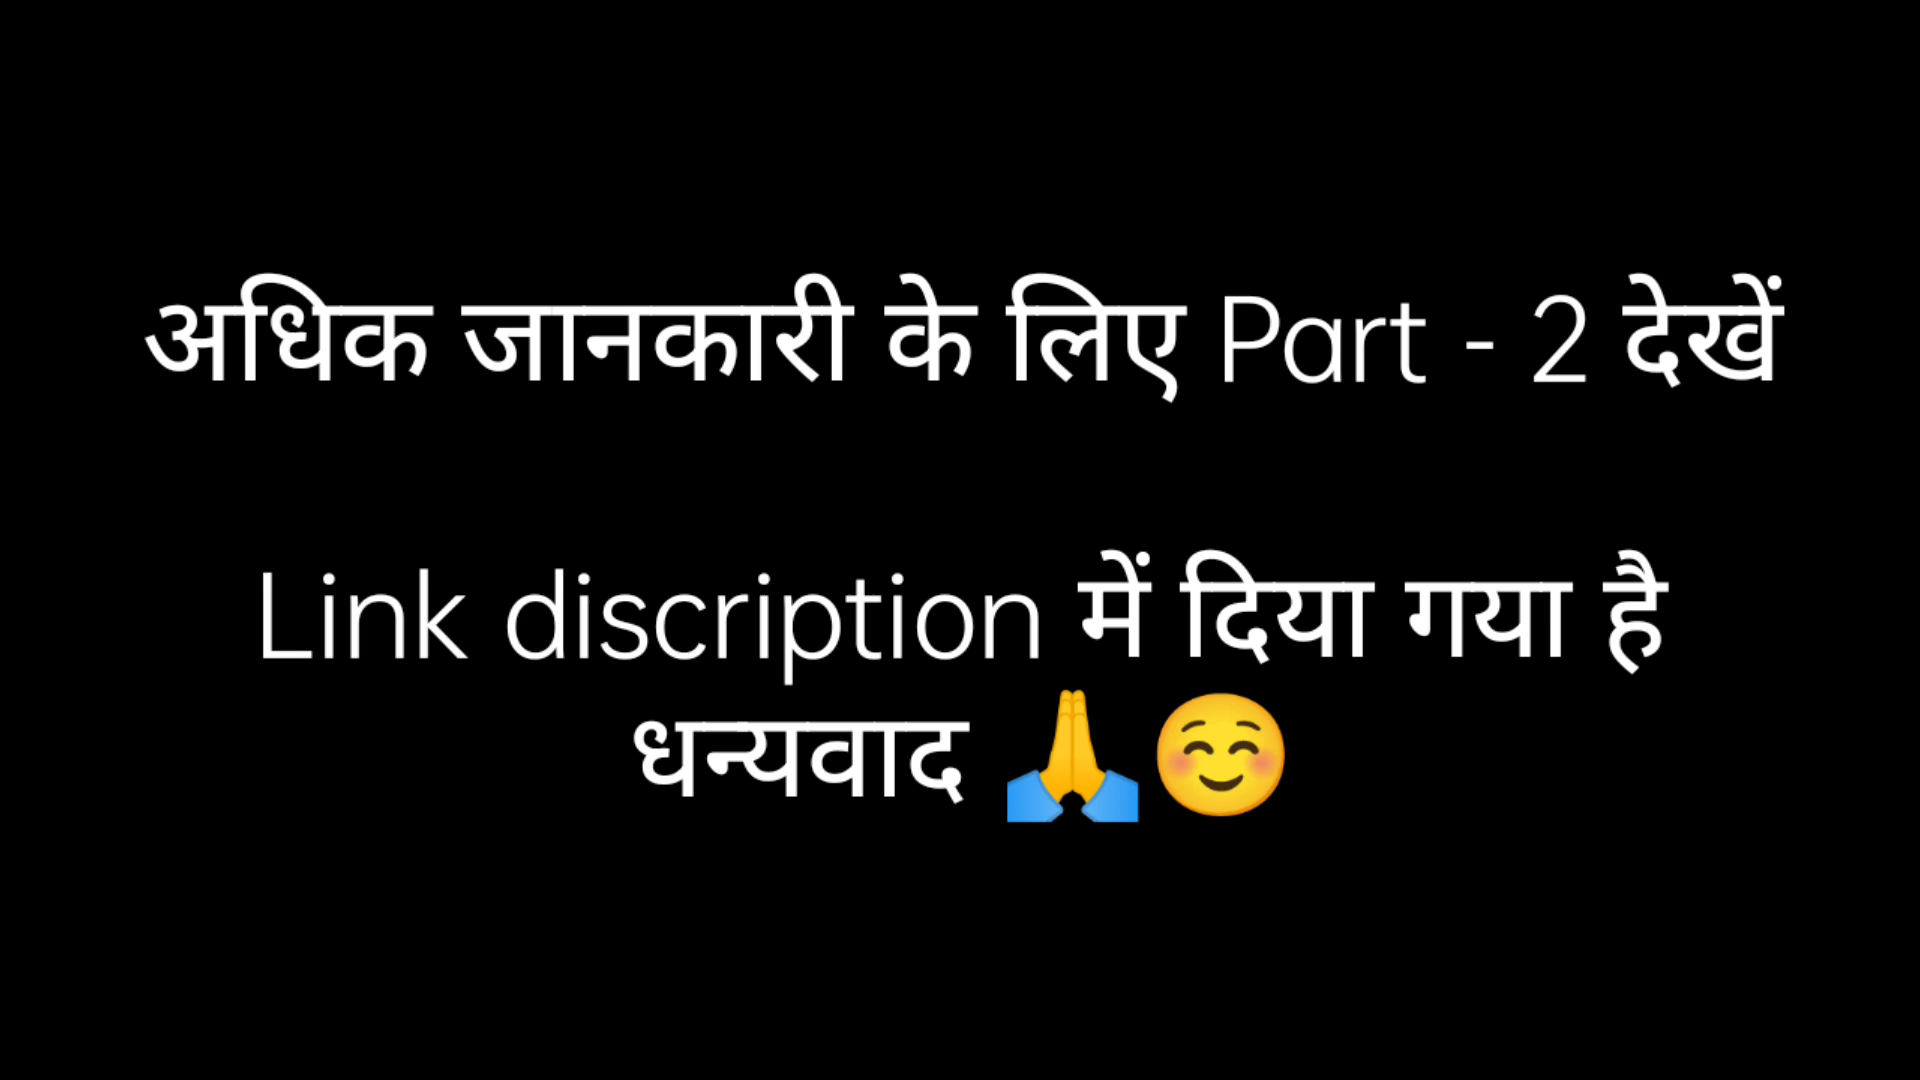 अधिक जानकारी के लिए Part - 2 देखें
Link discription में दिया गया है
धन्यवाद 🙏☺️